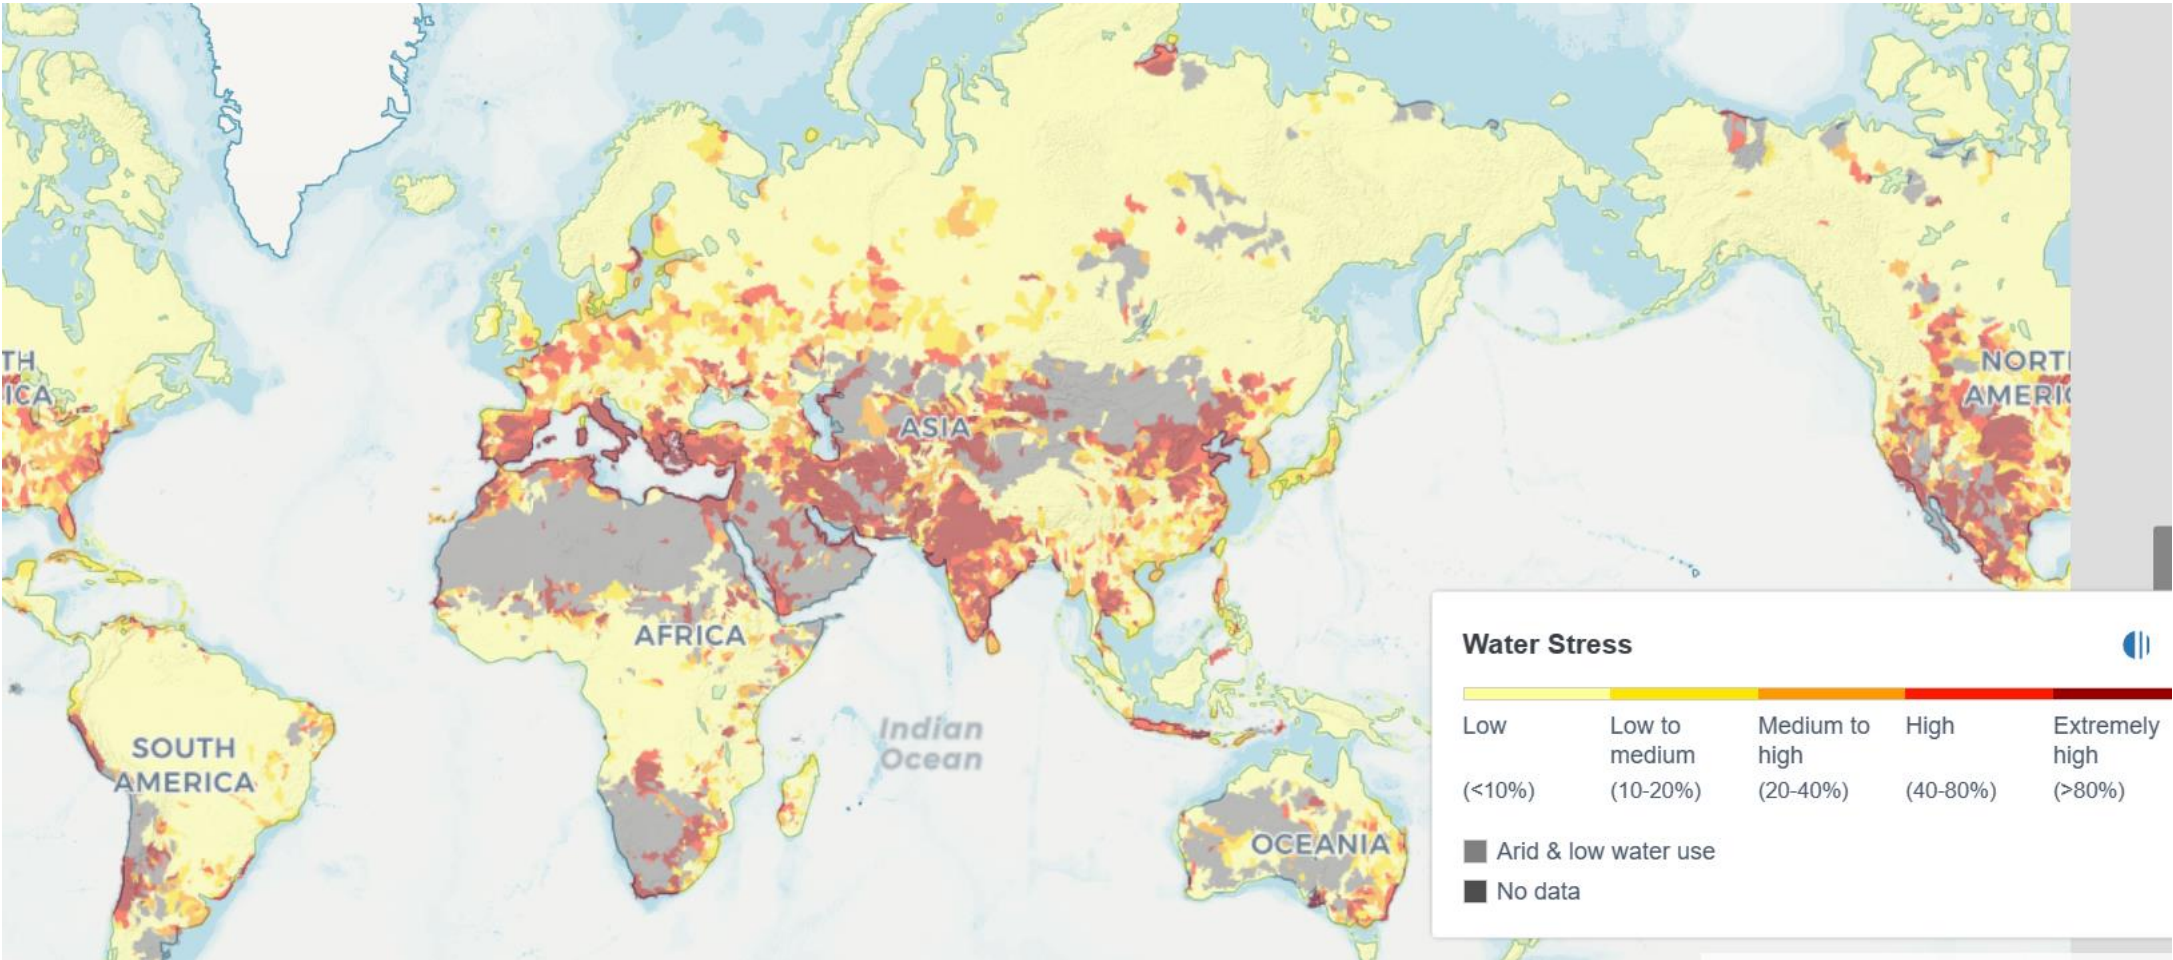 TH
ICA
ASIA
NORTI
AMERIC
AFRICA
Indian
Ocean
SOUTH
AMERICA
OCEANIA
Water Stress
Low
Low to
medium
Medium to
high
High
Extremely
high
(<10%)
(10-20%)
(20-40%)
(40-80%)
(>80%)
Arid & low water use
No data